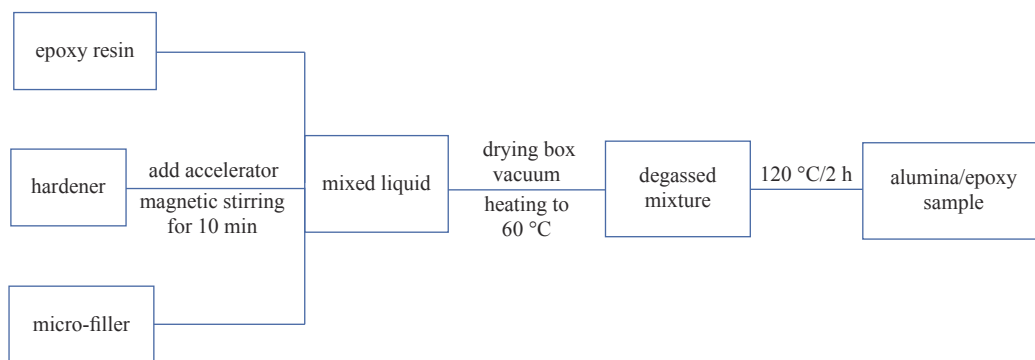 epoxy resin
hardener
add accelerator
magnetic stirring
for 10 min
micro-filler
mixed liquid
drying box
vacuum
heating to
60 °C
degassed
mixture
120 °C/2 h
alumina/epoxy
sample